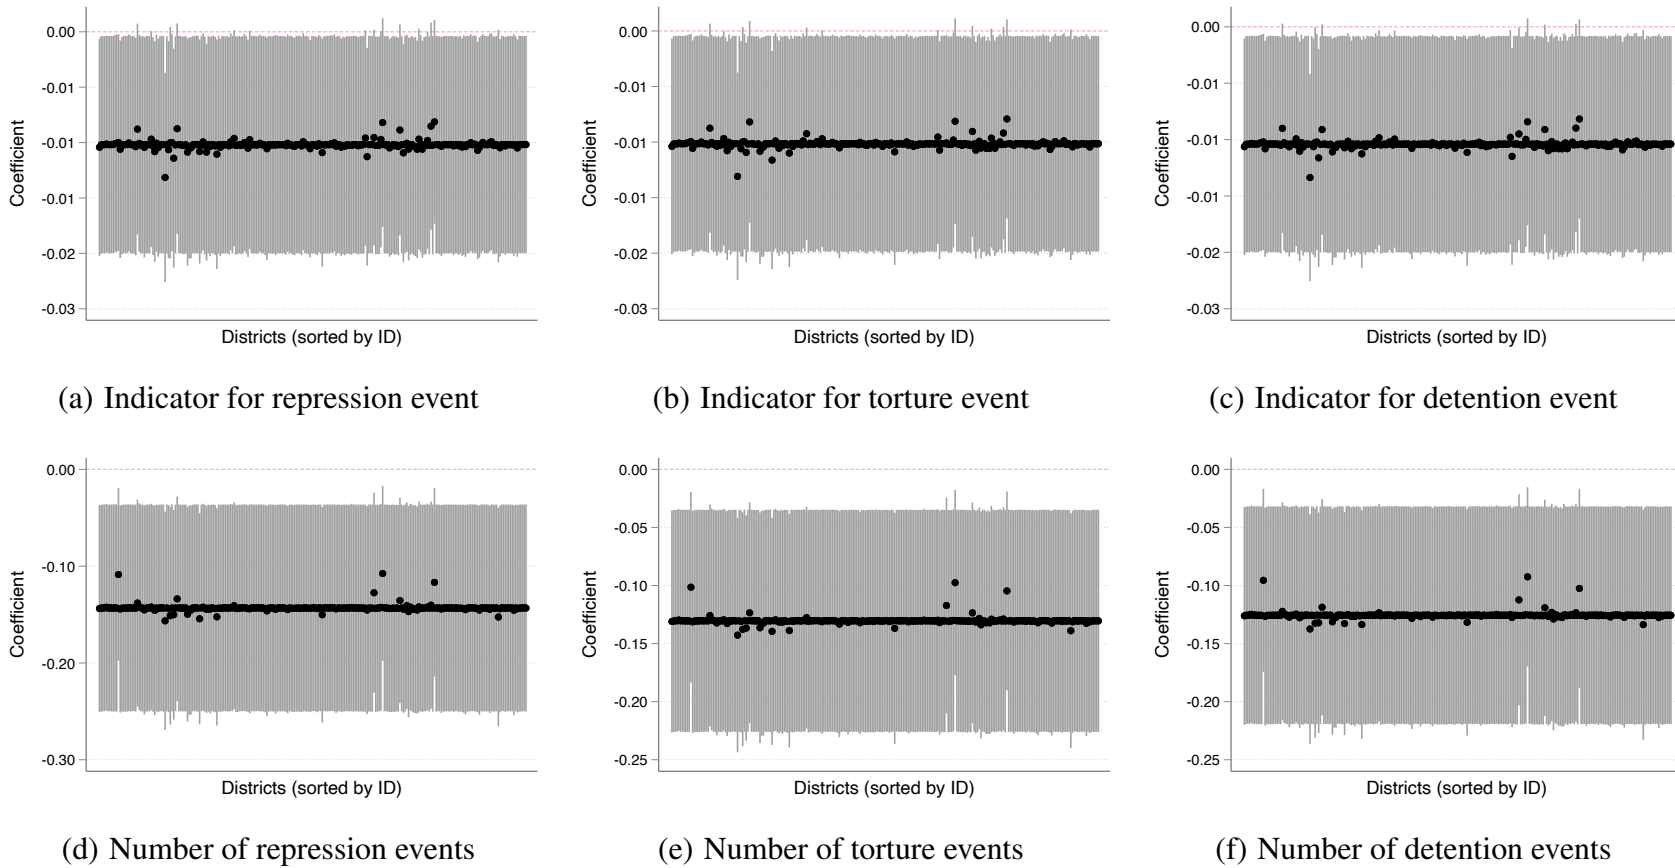 0.00
-0.01
-0.01
-0.01
-0.02
-0.03
Coefficient
Districts (sorted by ID)
(a) Indicator for repression event
0.00
-0.01
-0.01
-0.01
-0.02
-0.03
Coefficient
Districts (sorted by ID)
(b) Indicator for torture event
0.00
-0.01
-0.01
-0.01
-0.02
-0.03
Coefficient
Districts (sorted by ID)
(c) Indicator for detention event
0.00
-0.10
-0.20
-0.30
Coefficient
Districts (sorted by ID)
(d) Number of repression events
0.00
-0.05
-0.10
-0.15
-0.20
-0.25
Coefficient
Districts (sorted by ID)
(e) Number of torture events
0.00
-0.05
-0.10
-0.15
-0.20
-0.25
Coefficient
Districts (sorted by ID)
(f) Number of detention events